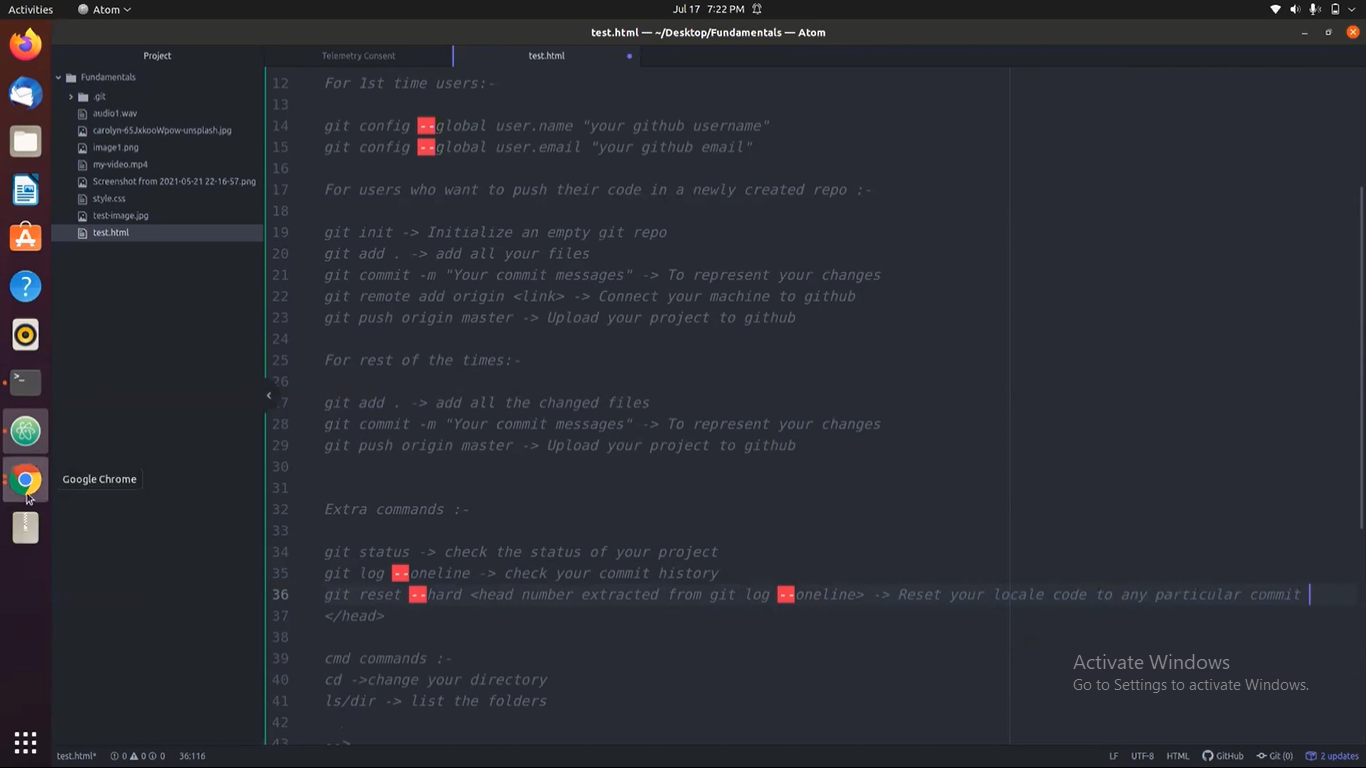 Activities
Atom
Jul 17 7:22 PM
test.html — ~/Desktop/Fundamentals — Atom
Project
Telemetry Consent
test.html
Fundamentals
.git
audio1.wav
carolyn-65JxkooWpow-unsplash.jpg
image1.png
my-video.mp4
Screenshot from 2021-05-21 22-16-57.png
style.css
test-image.jpg
test.html
Google Chrome
12 For 1st time users:-
13
14 git config --global user.name "your github username"
15 git config --global user.email "your github email"
16
17 For users who want to push their code in a newly created repo :-
18
19 git init -> Initialize an empty git repo
20 git add . -> add all your files
21 git commit -m "Your commit messages" -> To represent your changes
22 git remote add origin <link> -> Connect your machine to github
23 git push origin master -> Upload your project to github
24
25 For rest of the times:-
26
27 git add . -> add all the changed files
28 git commit -m "Your commit messages" -> To represent your changes
29 git push origin master -> Upload your project to github
30
31
32 Extra commands :-
33
34 git status -> check the status of your project
35 git log --oneline -> check your commit history
36 git reset --hard <head number extracted from git log --oneline> -> Reset your locale code to any particular commit
37 </head>
38
39 cmd commands :-
40 cd ->change your directory
41 ls/dir -> list the folders
42
43 -->
Activate Windows
Go to Settings to activate Windows.
test.html* 0 0 0 36:116
LF UTF-8 HTML GitHub Git (0) 2 updates